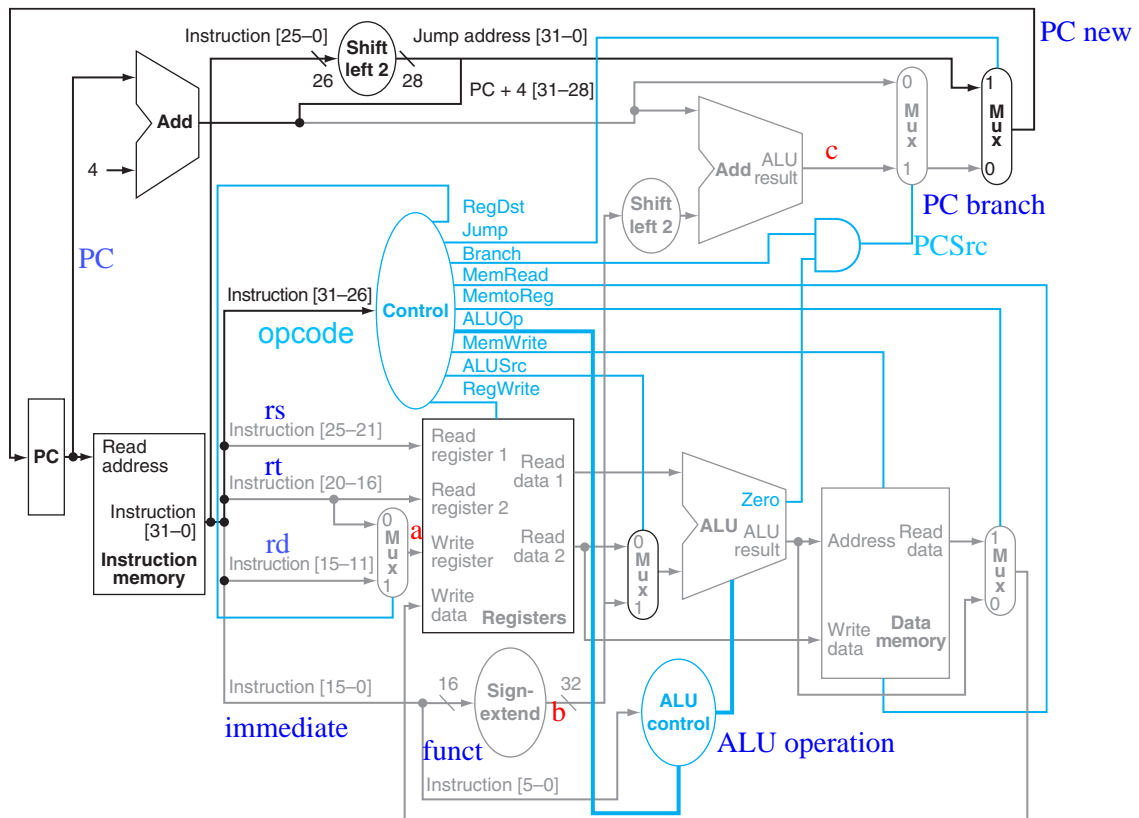 Instruction [25–0]
Shift
left 2
Jump address [31–0]
PC new
26
28
PC + 4 [31–28]
Add
4
0
M
u
x
1
1
M
u
x
0
c
Add
ALU
result
PC branch
PCSrc
Shift
left 2
PC
RegDst
Jump
Branch
MemRead
MemtoReg
ALUOp
MemWrite
ALUSrc
RegWrite
Control
Instruction [31–26]
opcode
rs
Instruction [25–21]
rt
Instruction [20–16]
rd
Instruction [15–11]
PC
Read
address
Instruction
[31–0]
Instruction
memory
0
M
u
x
1
a
Read
register 1
Read
register 2
Write
register
Write
data
Read
data 1
Read
data 2
Registers
0
M
u
x
1
Zero
ALU
ALU
result
Address
Read
data
Write
data
Data
memory
1
M
u
x
0
Instruction [15–0]
immediate
16
Sign-
extend
32
b
funct
Instruction [5–0]
ALU
control
ALU operation